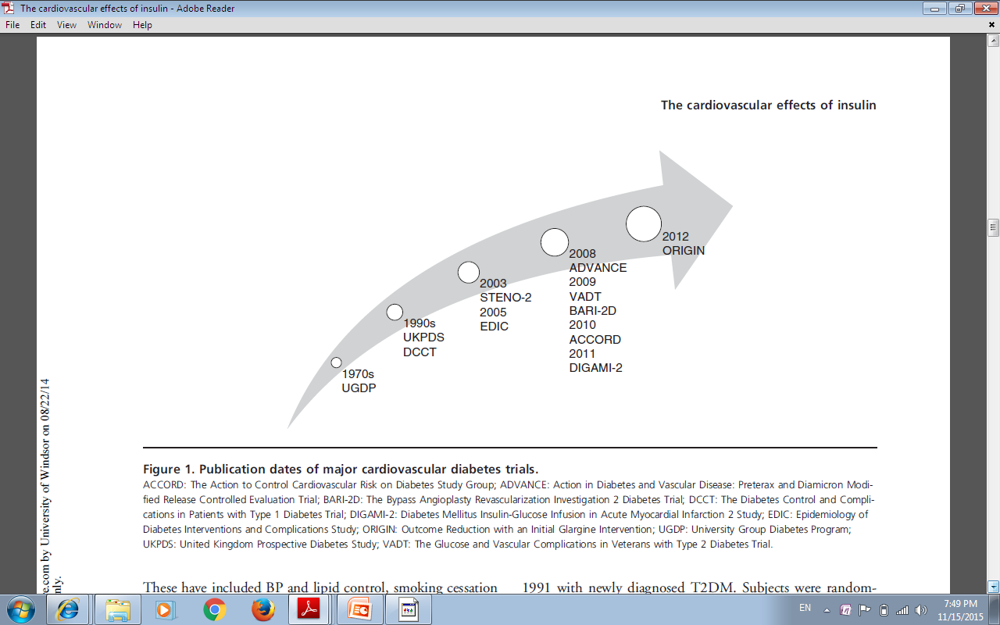 The cardiovascular effects of insulin - Adobe Reader
File Edit View Window Help
The cardiovascular effects of insulin
2012
ORIGIN
2008
ADVANCE
2009
VADT
BARI-2D
2010
ACCORD
2011
DIGAMI-2
2003
STENO-2
2005
EDIC
1990s
UKPDS
DCCT
1970s
UGDP
e.com by University of Windsor on 08/22/14
nly.
Figure 1. Publication dates of major cardiovascular diabetes trials.
ACCORD: The Action to Control Cardiovascular Risk on Diabetes Study Group; ADVANCE: Action in Diabetes and Vascular Disease: Preterax and Diamicron Modi-
fied Release Controlled Evaluation Trial; BARI-2D: The Bypass Angioplasty Revascularization Investigation 2 Diabetes Trial; DCCT: The Diabetes Control and Compli-
cations in Patients with Type 1 Diabetes Trial; DIGAMI-2: Diabetes Mellitus Insulin-Glucose Infusion in Acute Myocardial Infarction 2 Study; EDIC: Epidemiology of
Diabetes Interventions and Complications Study; ORIGIN: Outcome Reduction with an Initial Glargine Intervention; UGDP: University Group Diabetes Program;
UKPDS: United Kingdom Prospective Diabetes Study; VADT: The Glucose and Vascular Complications in Veterans with Type 2 Diabetes Trial.
These have included BP and lipid control, smoking cessation
1991 with newly diagnosed T2DM. Subjects were random-
EN
7:49 PM
11/15/2015